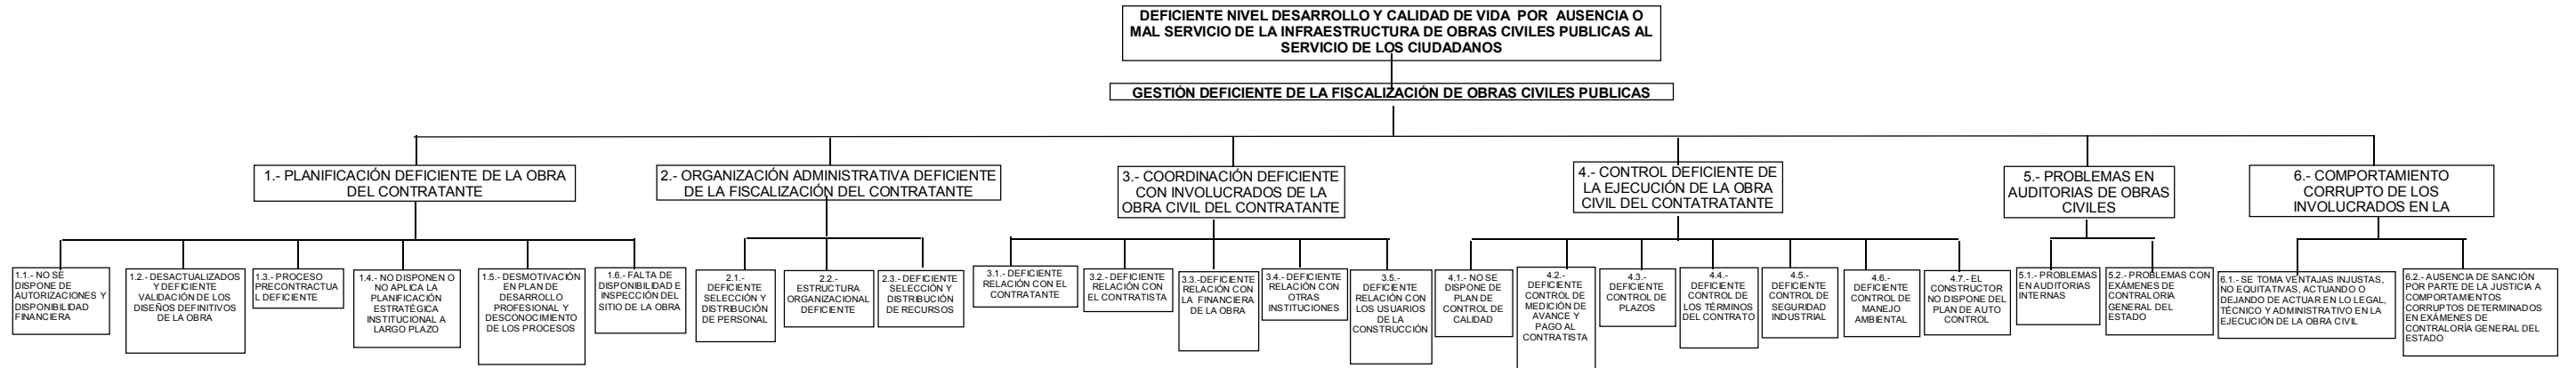 DEFICIENTE NIVEL DESARROLLO Y CALIDAD DE VIDA POR AUSENCIA O
MAL SERVICIO DE LA INFRAESTRUCTURA DE OBRAS CIVILES PUBLICAS AL
SERVICIO DE LOS CIUDADANOS
GESTIÓN DEFICIENTE DE LA FISCALIZACIÓN DE OBRAS CIVILES PUBLICAS
1.- PLANIFICACIÓN DEFICIENTE DE LA OBRA
DEL CONTRATANTE
2.- ORGANIZACIÓN ADMINISTRATIVA DEFICIENTE
DE LA FISCALIZACIÓN DEL CONTRATANTE
3.- COORDINACIÓN DEFICIENTE
CON INVOLUCRADOS DE LA
OBRA CIVIL DEL CONTRATANTE
4.- CONTROL DEFICIENTE DE
LA EJECUCIÓN DE LA OBRA
CIVIL DEL CONTATRATANTE
5.- PROBLEMAS EN
AUDITORIAS DE OBRAS
CIVILES
6.- COMPORTAMIENTO
CORRUPTO DE LOS
INVOLUCRADOS EN LA
1.1.- NO SE
DISPONE DE
AUTORIZACIONES Y
DISPONIBILIDAD
FINANCIERA
1.2.- DESACTUALIZADOS
Y DEFICIENTE
VALIDACIÓN DE LOS
DISEÑOS DEFINITIVOS
DE LA OBRA
1.3.- PROCESO
PRECONTRACTUA
L DEFICIENTE
1.4.- NO DISPONEN O
NO APLICA LA
PLANIFICACIÓN
ESTRATÉGICA
INSTITUCIONAL A
LARGO PLAZO
1.5.- DESMOTIVACIÓN
EN PLAN DE
DESARROLLO
PROFESIONAL Y
DESCONOCIMIENTO
DE LOS PROCESOS
1.6.- FALTA DE
DISPONIBILIDAD E
INSPECCIÓN DEL
SITIO DE LA OBRA
2.1.-
DEFICIENTE
SELECCIÓN Y
DISTRIBUCIÓN
DE PERSONAL
2.2.-
ESTRUCTURA
ORGANIZACIONAL
DEFICIENTE
2.3.- DEFICIENTE
SELECCIÓN Y
DISTRIBUCIÓN
DE RECURSOS
3.1.- DEFICIENTE
RELACIÓN CON EL
CONTRATANTE
3.2.- DEFICIENTE
RELACIÓN CON
EL CONTRATISTA
3.3.-DEFICIENTE
RELACIÓN CON
LA FINANCIERA
DE LA OBRA
3.4.- DEFICIENTE
RELACIÓN CON
OTRAS
INSTITUCIONES
3.5.-
DEFICIENTE
RELACIÓN CON
LOS USUARIOS
DE LA
CONSTRUCCIÓN
4.1.- NO SE
DISPONE DE
PLAN DE
CONTROL DE
CALIDAD
4.2.-
DEFICIENTE
CONTROL DE
MEDICIÓN DE
AVANCE Y
PAGO AL
CONTRATISTA
4.3.-
DEFICIENTE
CONTROL DE
PLAZOS
4.4.-
DEFICIENTE
CONTROL DE
LOS TÉRMINOS
DEL CONTRATO
4.5.-
DEFICIENTE
CONTROL DE
SEGURIDAD
INDUSTRIAL
4.6.-
DEFICIENTE
CONTROL DE
MANEJO
AMBIENTAL
4.7.- EL
CONSTRUCTOR
NO DISPONE DEL
PLAN DE AUTO
CONTROL
5.1.- PROBLEMAS
EN AUDITORIAS
INTERNAS
5.2.- PROBLEMAS CON
EXÁMENES DE
CONTRALORIA
GENERAL DEL
ESTADO
6.1.- SE TOMA VENTAJAS INJUSTAS,
NO EQUITATIVAS, ACTUANDO O
DEJANDO DE ACTUAR EN LO LEGAL,
TÉCNICO Y ADMINISTRATIVO EN LA
EJECUCIÓN DE LA OBRA CIVIL
6.2.- AUSENCIA DE SANCIÓN
POR PARTE DE LA JUSTICIA A
COMPORTAMIENTOS
CORRUPTOS DETERMINADOS
EN EXÁMENES DE
CONTRALORÍA GENERAL DEL
ESTADO